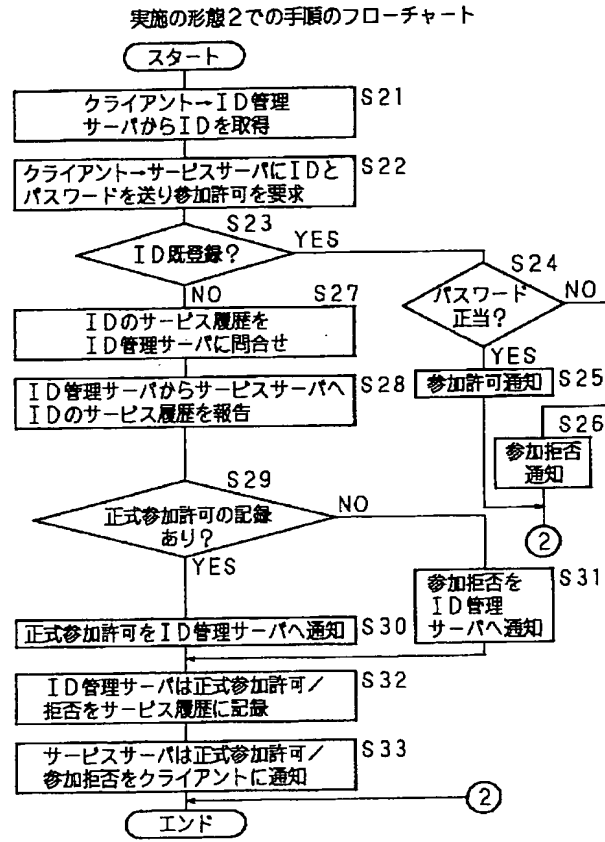 実施の形態2での手順のフローチャート
スタート
クライアント→ID管理
サーバからIDを取得
S21
クライアント→サービスサーバにIDと
パスワードを送り参加許可を要求
S22
S23
ID既登録?
YES
NO
S24
パスワード
正当?
NO
YES
S27
IDのサービス履歴を
ID管理サーバに問合せ
参加許可通知
S25
ID管理サーバからサービスサーバへ
IDのサービス履歴を報告
S28
S26
参加拒否
通知
②
S29
正式参加許可の記録
あり?
NO
YES
参加拒否を
ID管理
サーバへ通知
S31
正式参加許可をID管理サーバへ通知
S30
ID管理サーバは正式参加許可/
拒否をサービス履歴に記録
S32
サービスサーバは正式参加許可/
参加拒否をクライアントに通知
S33
②
エンド